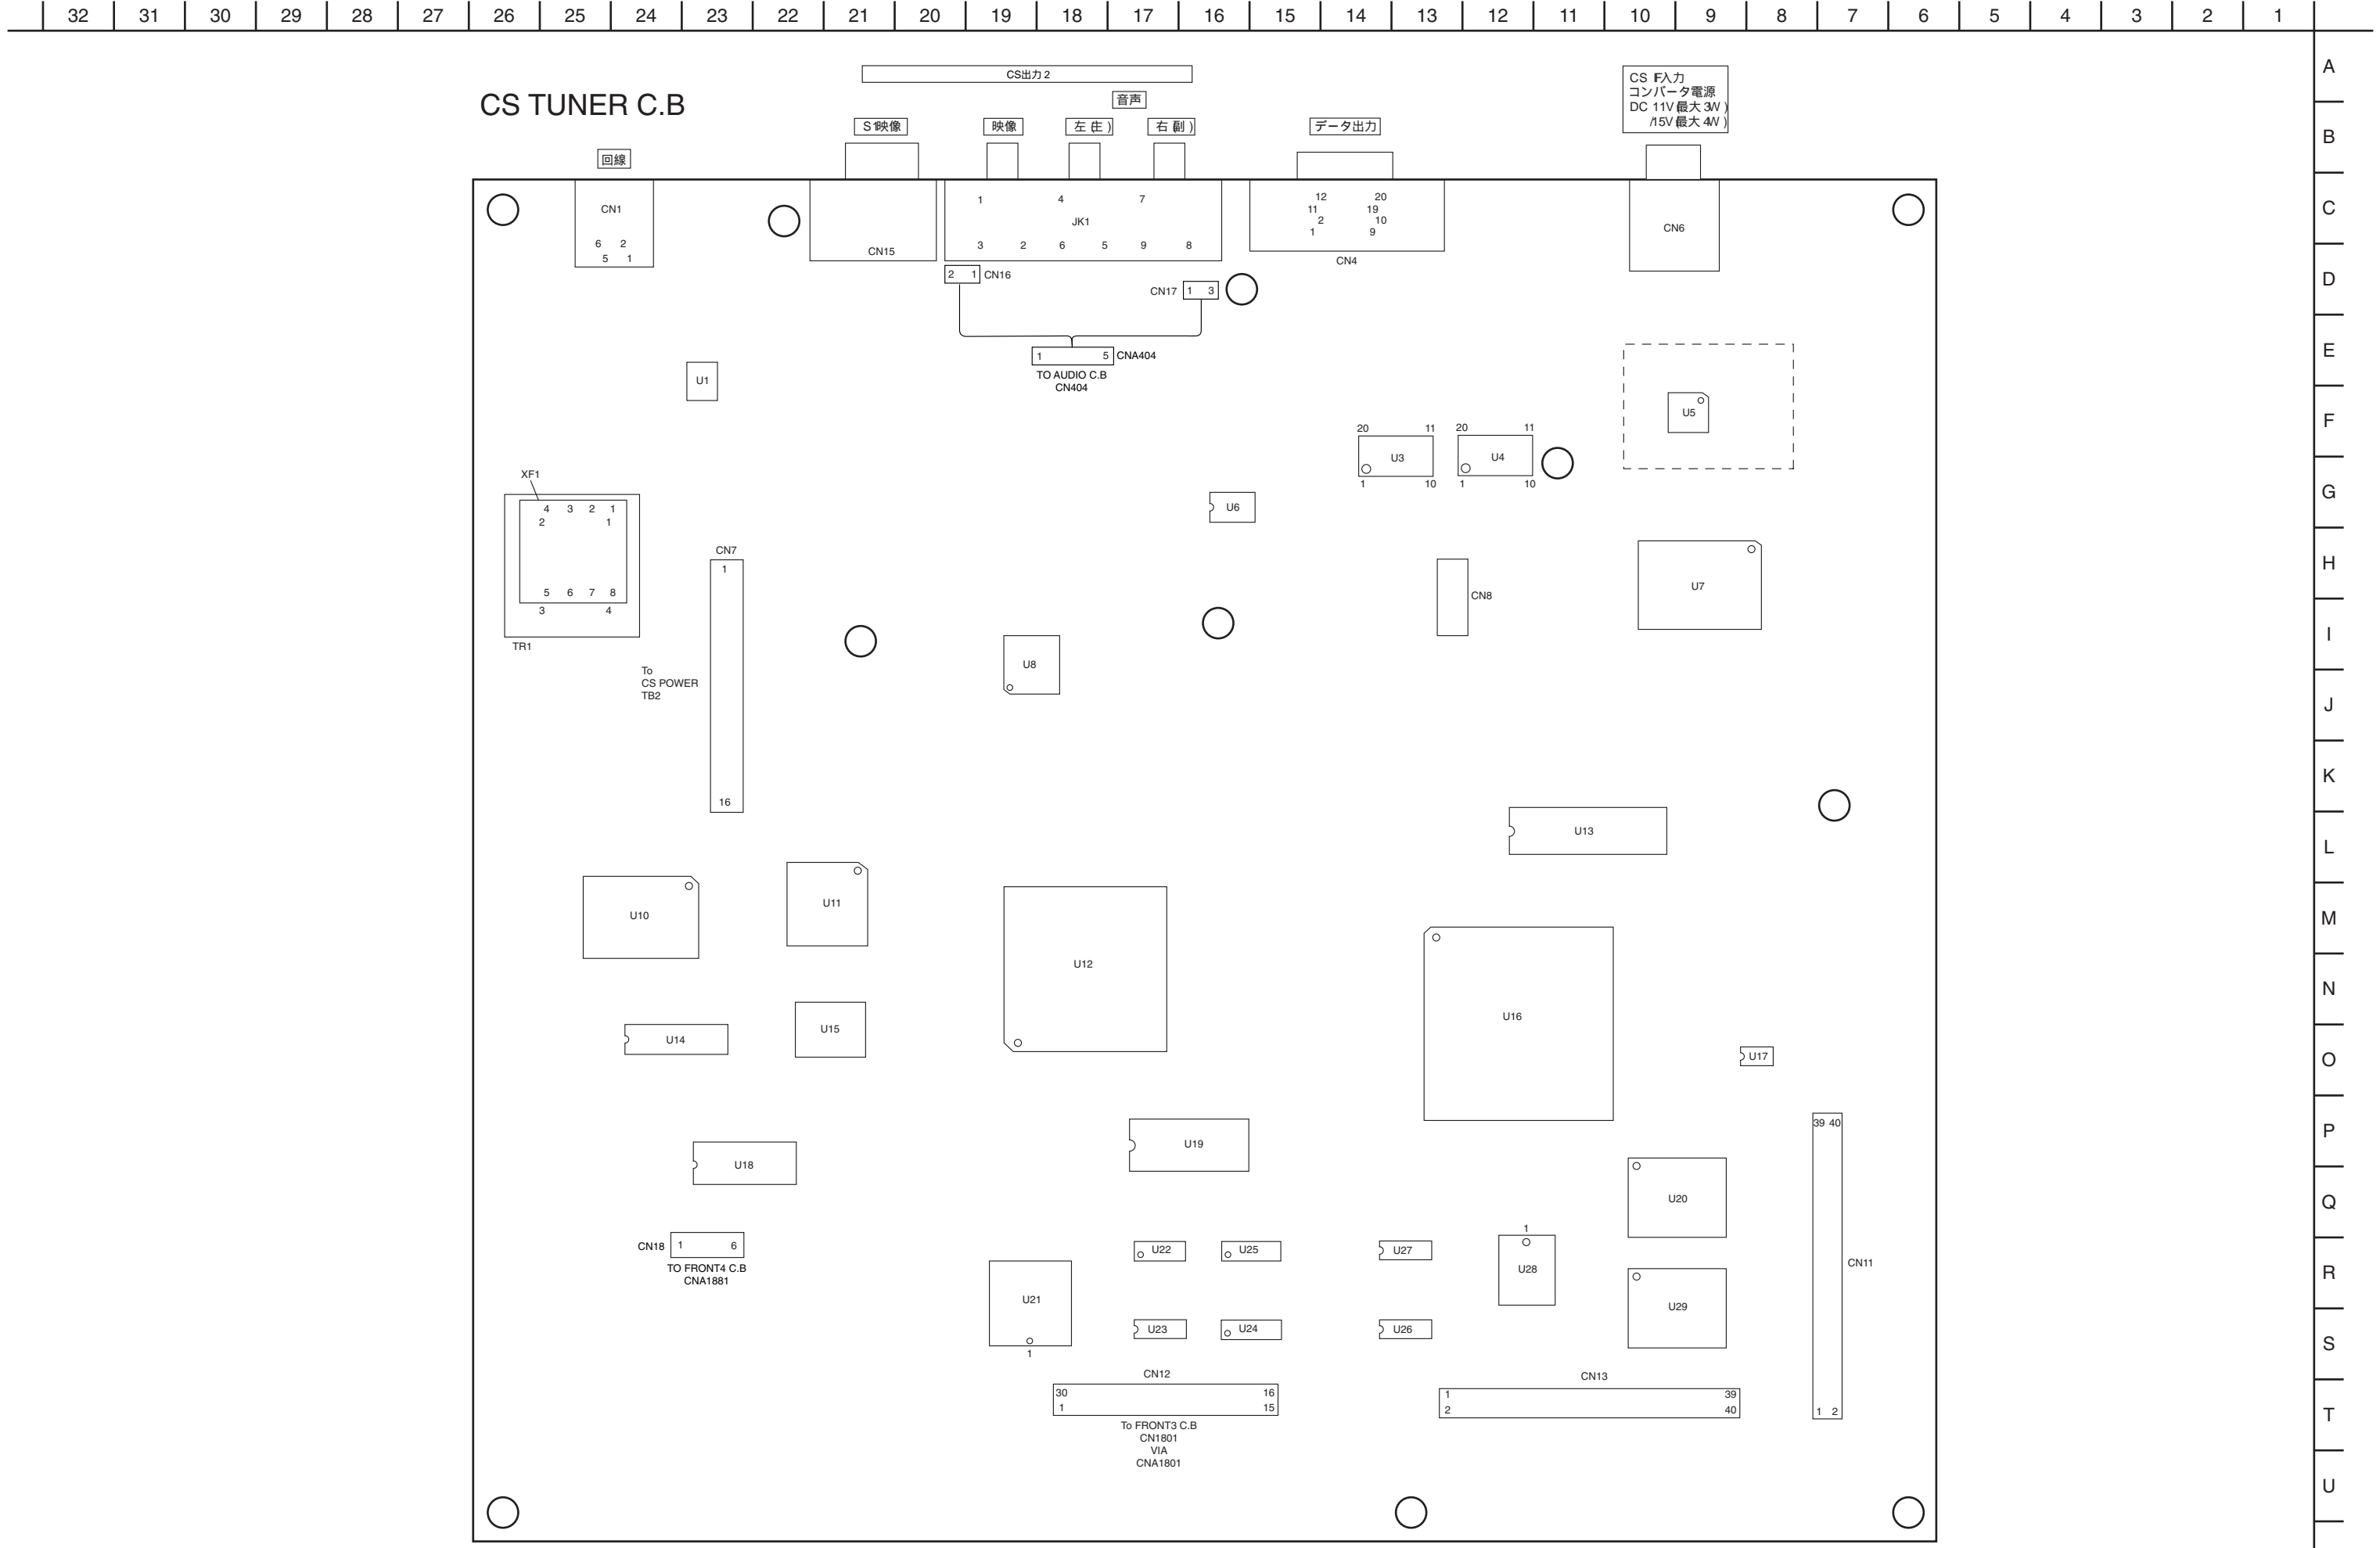 32 31 30 29 28 27 26 25 24 23 22 21 20 19 18 17 16 15 14 13 12 11 10 9 8 7 6 5 4 3 2 1
A
CS出力 2
CS IF入力
コンバータ電源
DC 11V(最大 3W)
/15V(最大 4W)
CS TUNER C.B
音声
B
S1映像
映像
左(主)
右(副)
データ出力
回線
C
CN1
6 2
5 1
CN15
1 4 7
JK1
3 2 6 5 9 8
12 20
11 19
2 10
1 9
CN4
CN6
D
2 1 CN16
CN17 1 3
E
1 5 CNA404
TO AUDIO C.B
CN404
U1
F
U5
20 11
U3
1 10
20 11
U4
1 10
G
XF1
4 3 2 1
2 1
5 6 7 8
3 4
TR1
U6
H
CN7
1
16
CN8
U7
I
To
CS POWER
TB2
U8
J
K
L
U13
U10
U11
M
U12
N
U16
U14
U15
O
U17
P
39 40
U18
U19
Q
U20
CN18 1 6
TO FRONT4 C.B
CNA1881
U22
U25
U27
1
U28
CN11
R
U21
1
U29
U23
U24
U26
S
CN12
30 16
1 15
To FRONT3 C.B
CN1801
VIA
CNA1801
CN13
1 39
2 40
1 2
T
U